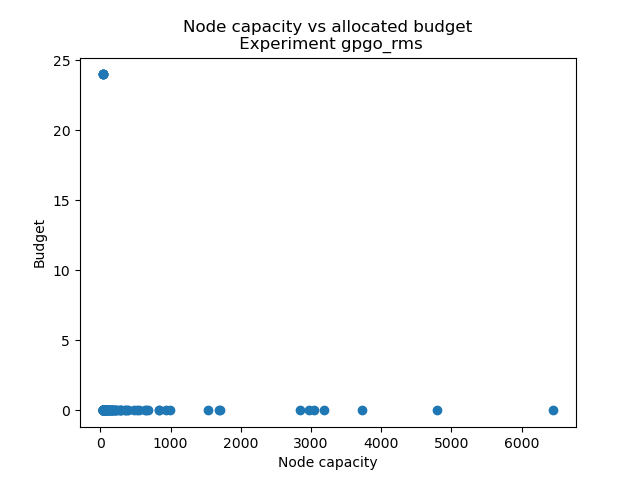 Node capacity vs allocated budget
Experiment gpgo_rms
25
20
15
10
5
0
Budget
0 1000 2000 3000 4000 5000 6000
Node capacity